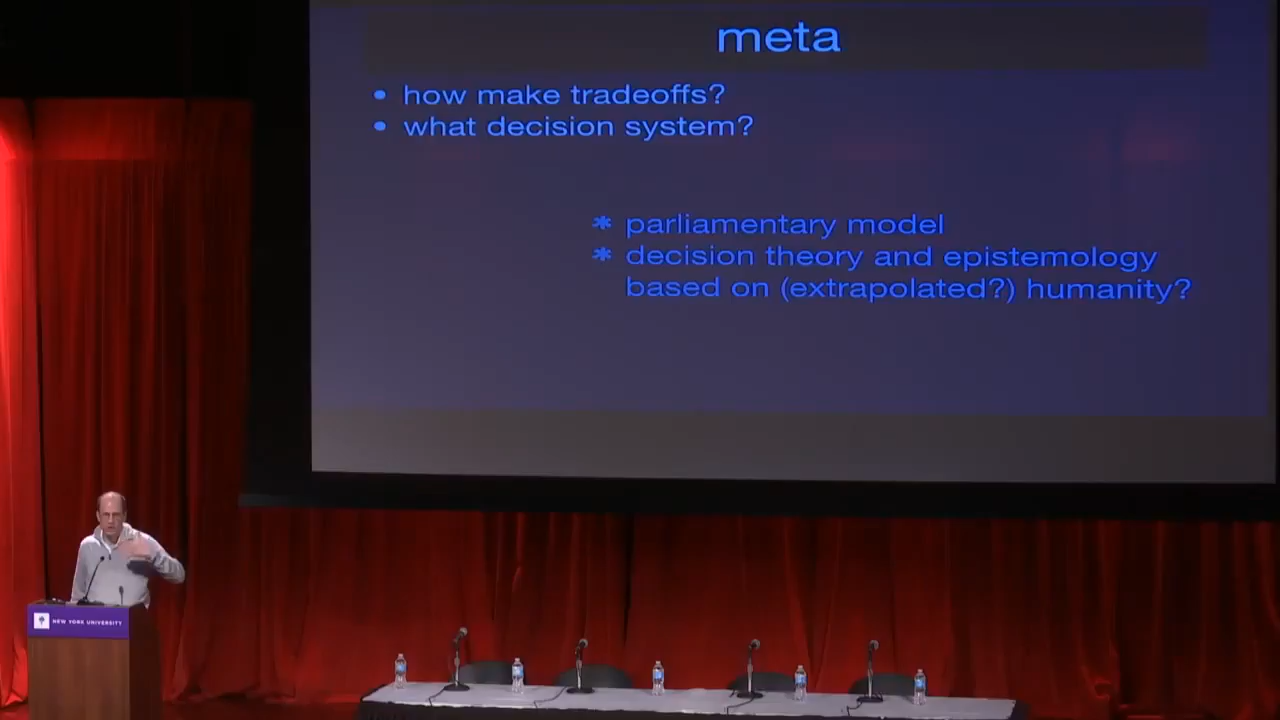 meta
• how make tradeoffs?
• what decision system?
* parliamentary model
* decision theory and epistemology
based on (extrapolated?) humanity?
NEW YORK UNIVERSITY